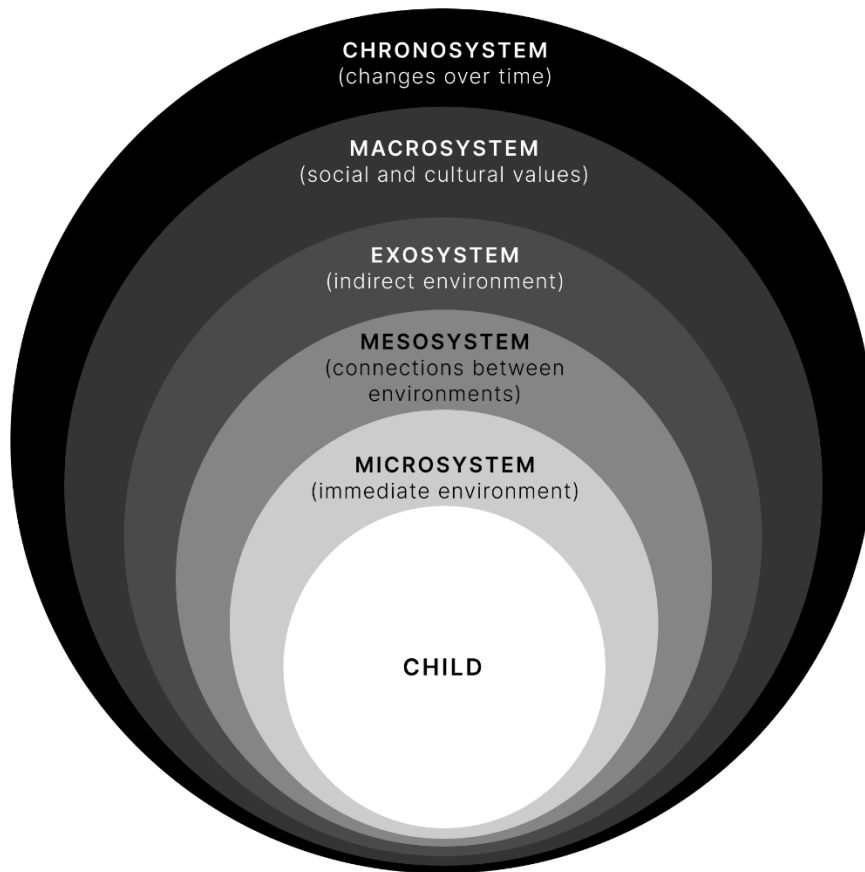 CHRONOSYSTEM
(changes over time)
MACROSYSTEM
(social and cultural values)
EXOSYSTEM
(indirect environment)
MESOSYSTEM
(connections between
environments)
MICROSYSTEM
(immediate environment)
CHILD